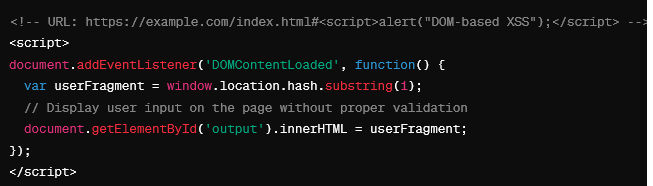 <!-- URL: https://example.com/index.html#<script>alert("DOM-based XSS");</script> -->
<script>
document.addEventListener('DOMContentLoaded', function() {
  var userFragment = window.location.hash.substring(1);
  // Display user input on the page without proper validation
  document.getElementById('output').innerHTML = userFragment;
});
</script>